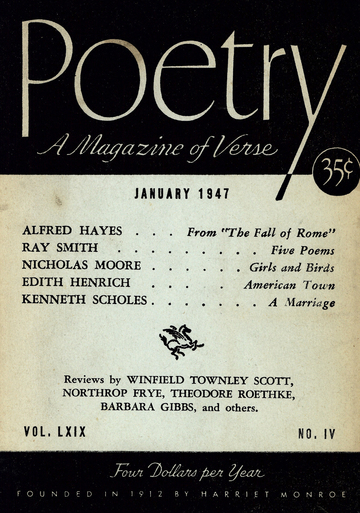 Poetry
A Magazine of Verse
35¢
JANUARY 1947
ALFRED HAYES . . . From "The Fall of Rome"
RAY SMITH . . . . . . . . . . Five Poems
NICHOLAS MOORE . . . . . . Girls and Birds
EDITH HENRICH . . . . . . American Town
KENNETH SCHOLES . . . . . . . A Marriage
Reviews by WINFIELD TOWNLEY SCOTT,
NORTHROP FRYE, THEODORE ROETHKE,
BARBARA GIBBS, and others.
VOL. LXIX NO. IV
Four Dollars per Year
FOUNDED IN 1912 BY HARRIET MONROE